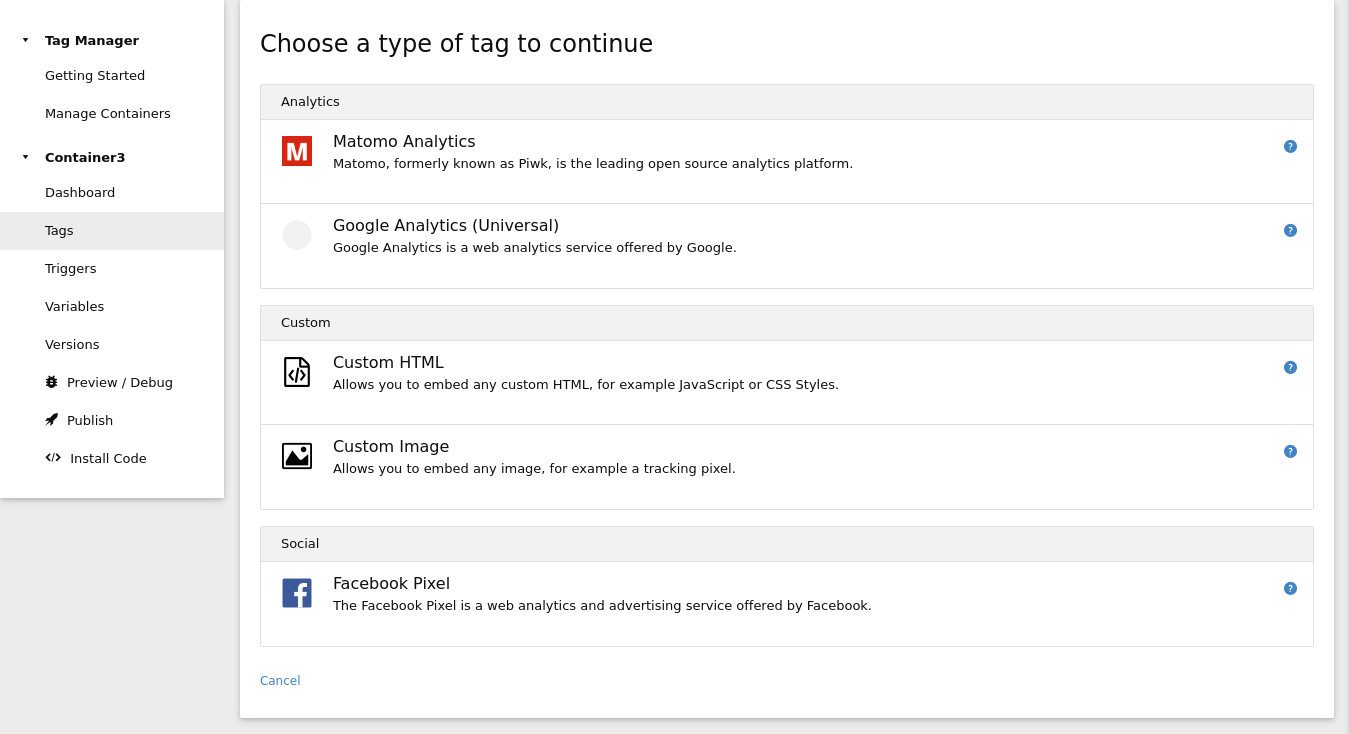 Tag Manager
Getting Started
Manage Containers
Container3
Dashboard
Tags
Triggers
Variables
Versions
Preview / Debug
Publish
Install Code
Choose a type of tag to continue
Analytics
M
Matomo Analytics
?
Matomo, formerly known as Piwk, is the leading open source analytics platform.
Google Analytics (Universal)
?
Google Analytics is a web analytics service offered by Google.
Custom
Custom HTML
?
Allows you to embed any custom HTML, for example JavaScript or CSS Styles.
Custom Image
?
Allows you to embed any image, for example a tracking pixel.
Social
f
Facebook Pixel
?
The Facebook Pixel is a web analytics and advertising service offered by Facebook.
Cancel